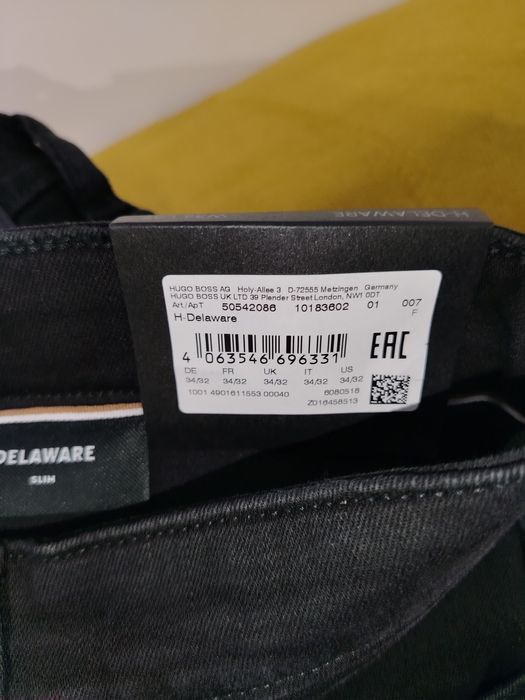 H-DELAWARE
HUGO BOSS AG Holy-Allee 3 D-72555 Metzingen Germany
HUGO BOSS UK LTD 39 Plender Street London, NW1 0DT
Art/АрТ 50542086 10183602 01 007
H-Delaware F
4 063546 696331 EAC
DE FR UK IT US
34/32 34/32 34/32 34/32 34/32
1001 4901611553 00040 6080518
Z016458513
DELAWARE
SLIM